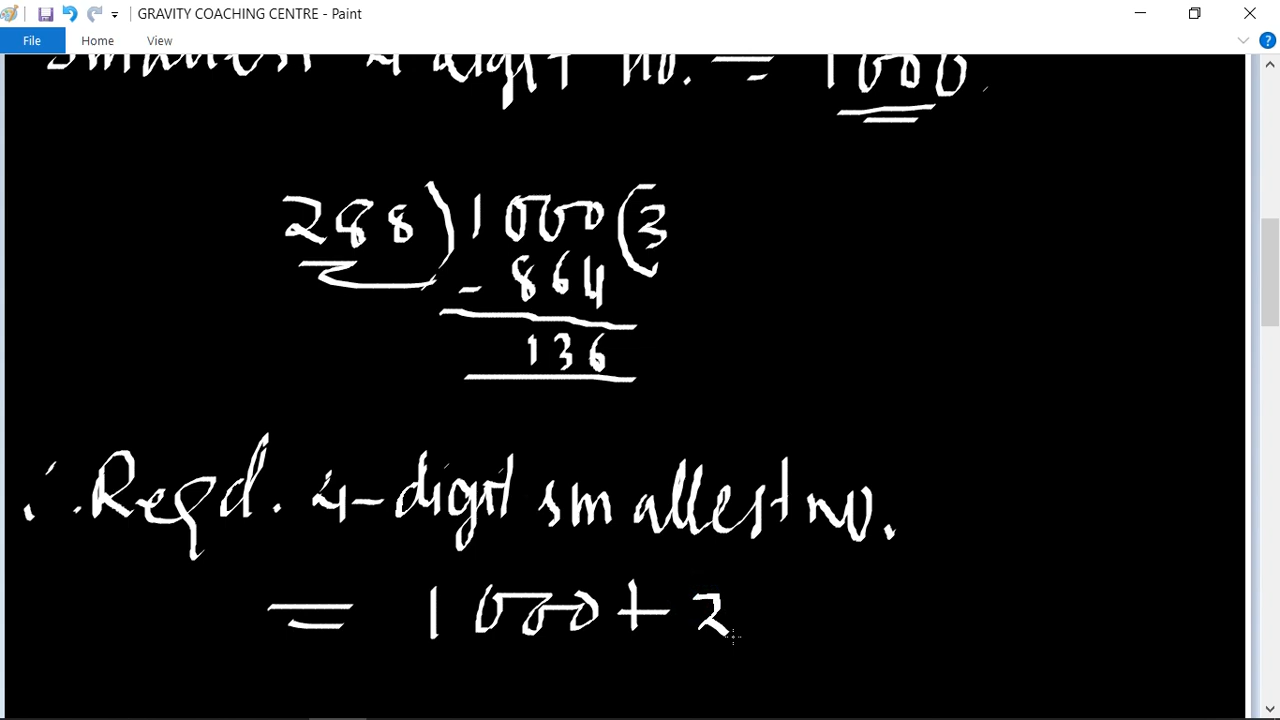 GRAVITY COACHING CENTRE - Paint
File Home View
smallest 4 digit no. = 1000.
288) 1000 (3
- 864
136
∴ Reqd. 4-digit smallest no.
= 1000 + 2